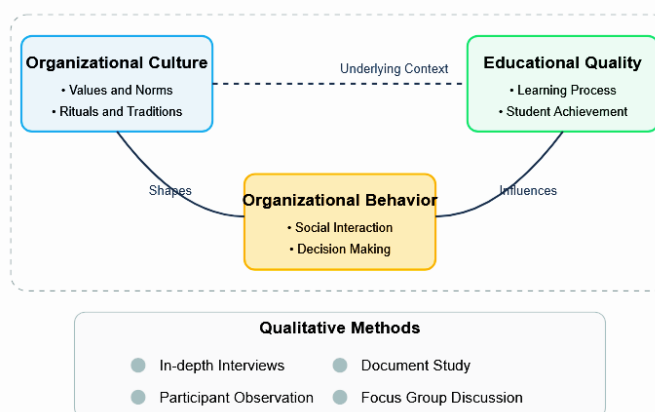 Organizational Culture
• Values and Norms
• Rituals and Traditions
Underlying Context
Educational Quality
• Learning Process
• Student Achievement
Shapes
Organizational Behavior
• Social Interaction
• Decision Making
Influences
Qualitative Methods
In-depth Interviews
Document Study
Participant Observation
Focus Group Discussion